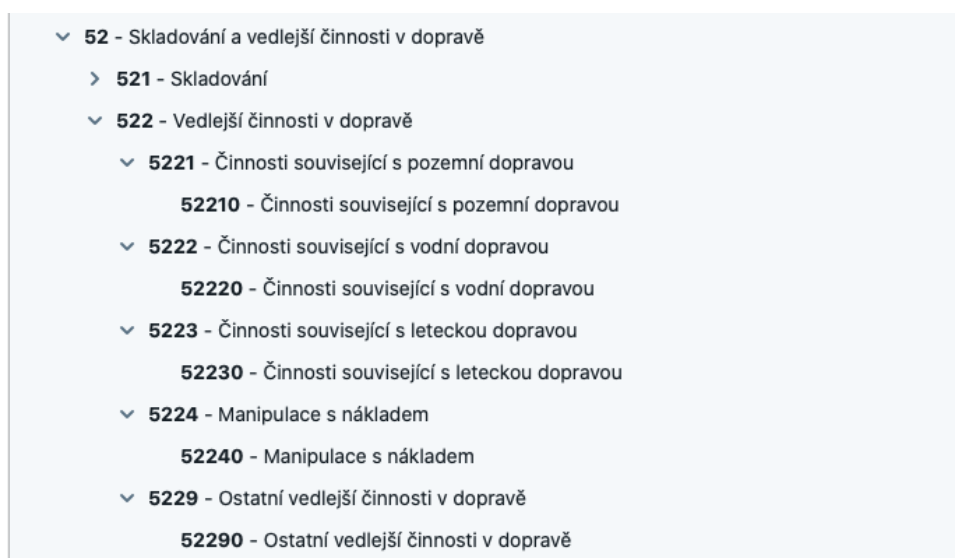 52 - Skladování a vedlejší činnosti v dopravě
521 - Skladování
522 - Vedlejší činnosti v dopravě
5221 - Činnosti související s pozemní dopravou
52210 - Činnosti související s pozemní dopravou
5222 - Činnosti související s vodní dopravou
52220 - Činnosti související s vodní dopravou
5223 - Činnosti související s leteckou dopravou
52230 - Činnosti související s leteckou dopravou
5224 - Manipulace s nákladem
52240 - Manipulace s nákladem
5229 - Ostatní vedlejší činnosti v dopravě
52290 - Ostatní vedlejší činnosti v dopravě